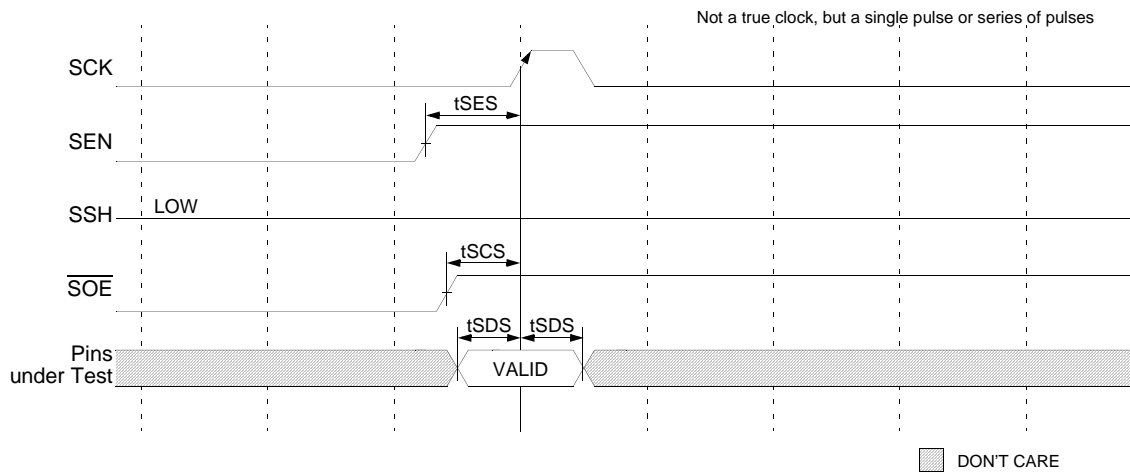 Not a true clock, but a single pulse or series of pulses
SCK
tSES
SEN
LOW
SSH
tSCS
SOE
tSDS tSDS
Pins
under Test
VALID
DON'T CARE